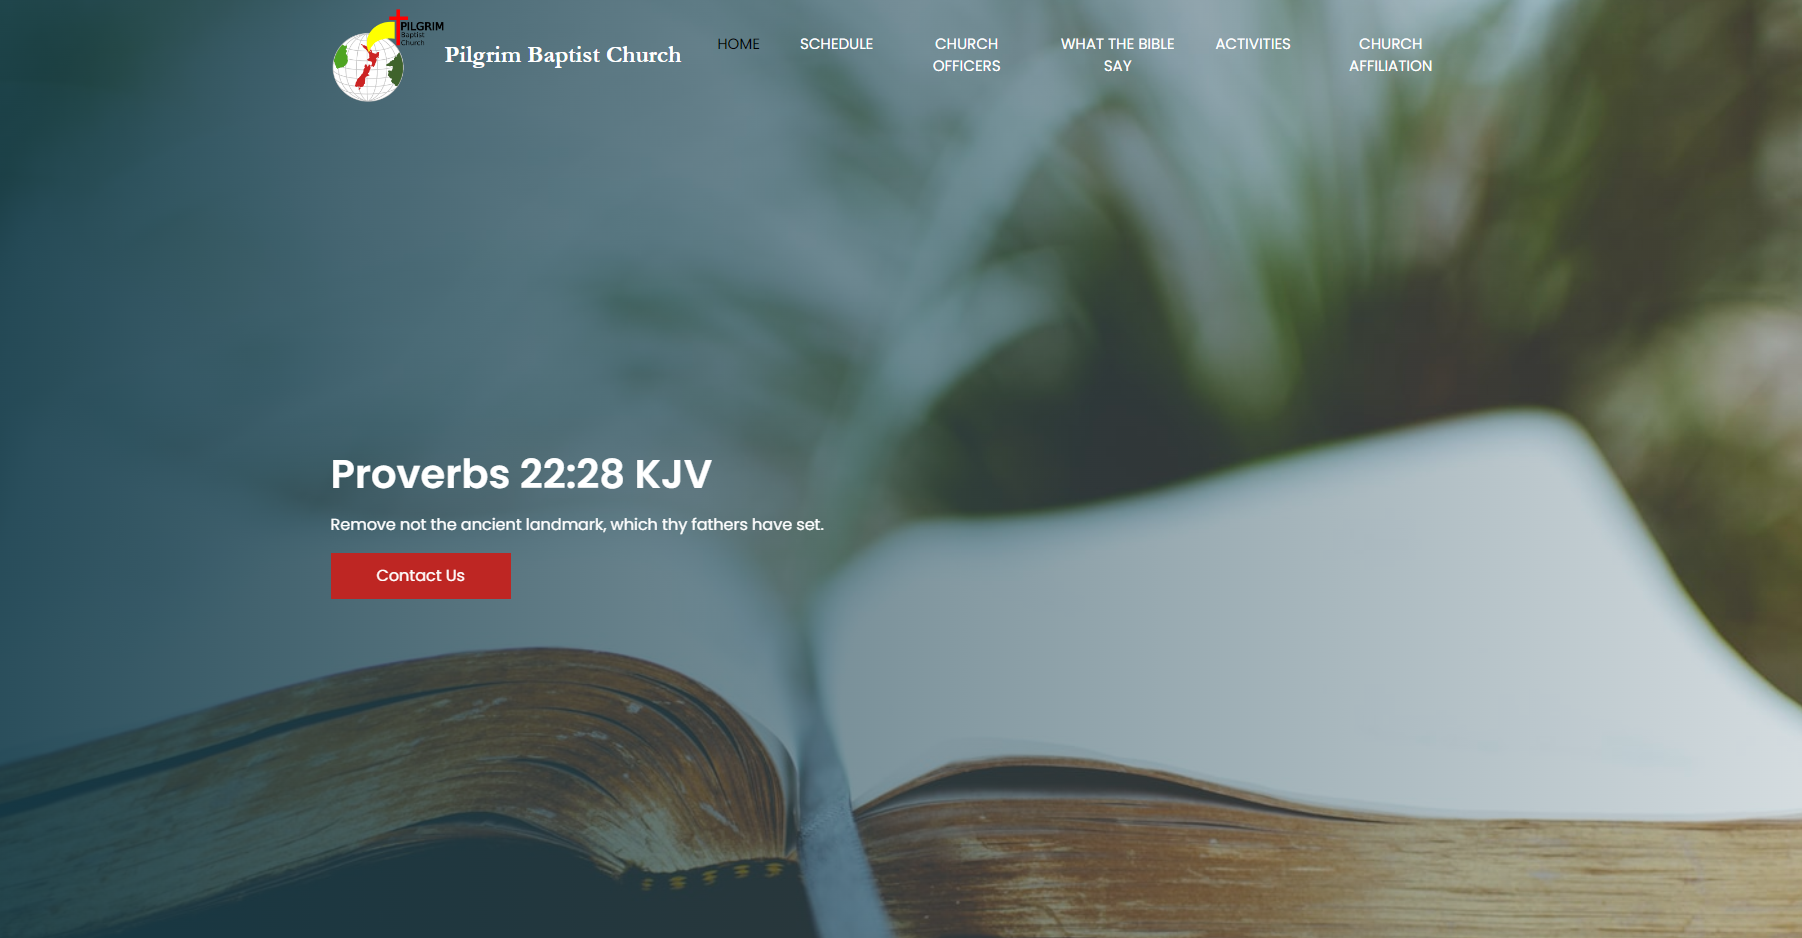 PILGRIM
Baptist
Church
Pilgrim Baptist Church
HOME
SCHEDULE
CHURCH
OFFICERS
WHAT THE BIBLE
SAY
ACTIVITIES
CHURCH
AFFILIATION
Proverbs 22:28 KJV
Remove not the ancient landmark, which thy fathers have set.
Contact Us